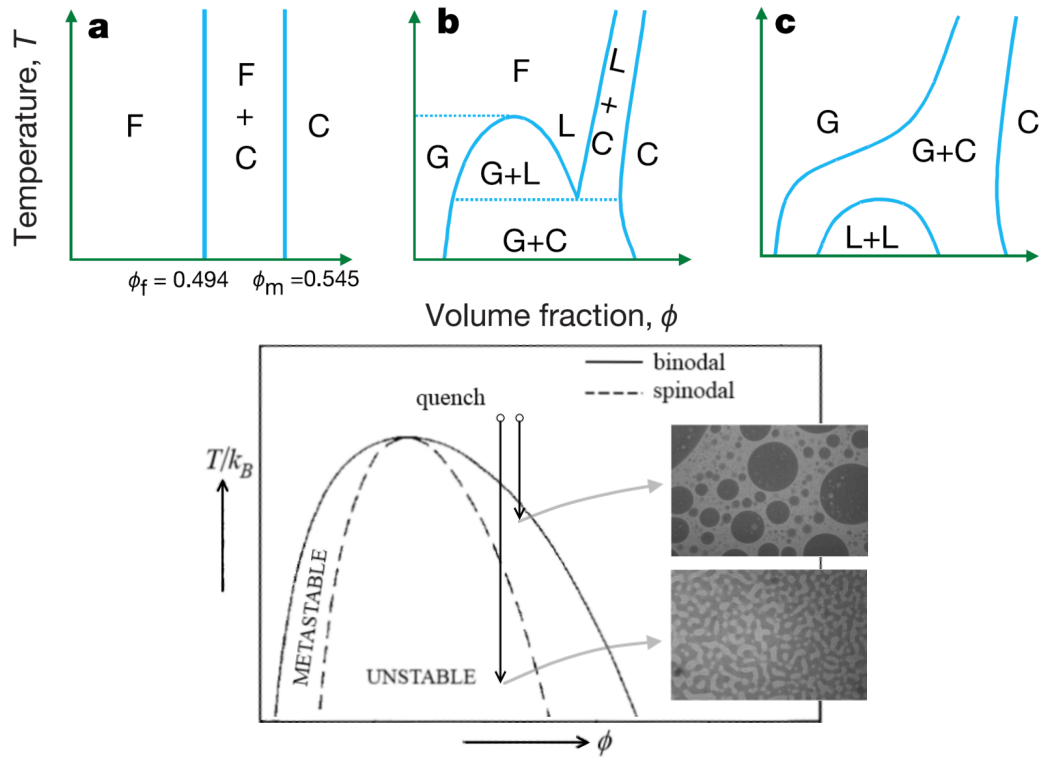 a
b
c
Temperature, T
F
F
+
C
C
ϕf = 0.494
ϕm =0.545
F
L
+
C
L
G
G+L
C
G+C
G
G+C
C
L+L
Volume fraction, ϕ
binodal
spinodal
quench
T/kB
METASTABLE
UNSTABLE
ϕ